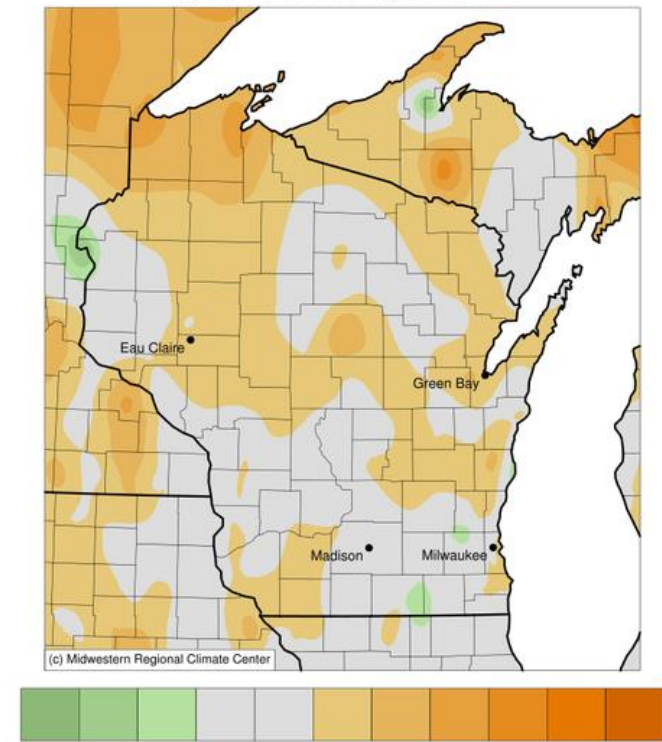 Eau Claire
Green Bay
Madison
Milwaukee
(c) Midwestern Regional Climate Center